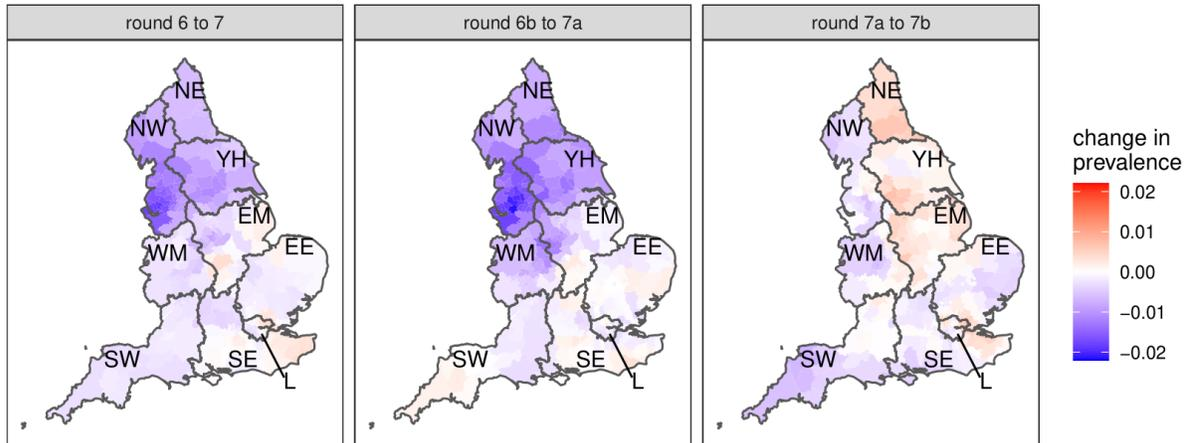 round 6 to 7
round 6b to 7a
round 7a to 7b
NE
NW
YH
EM
WM
EE
SW
SE
L
NE
NW
YH
EM
WM
EE
SW
SE
L
NE
NW
YH
EM
WM
EE
SW
SE
L
change in
prevalence
0.02
0.01
0.00
−0.01
−0.02